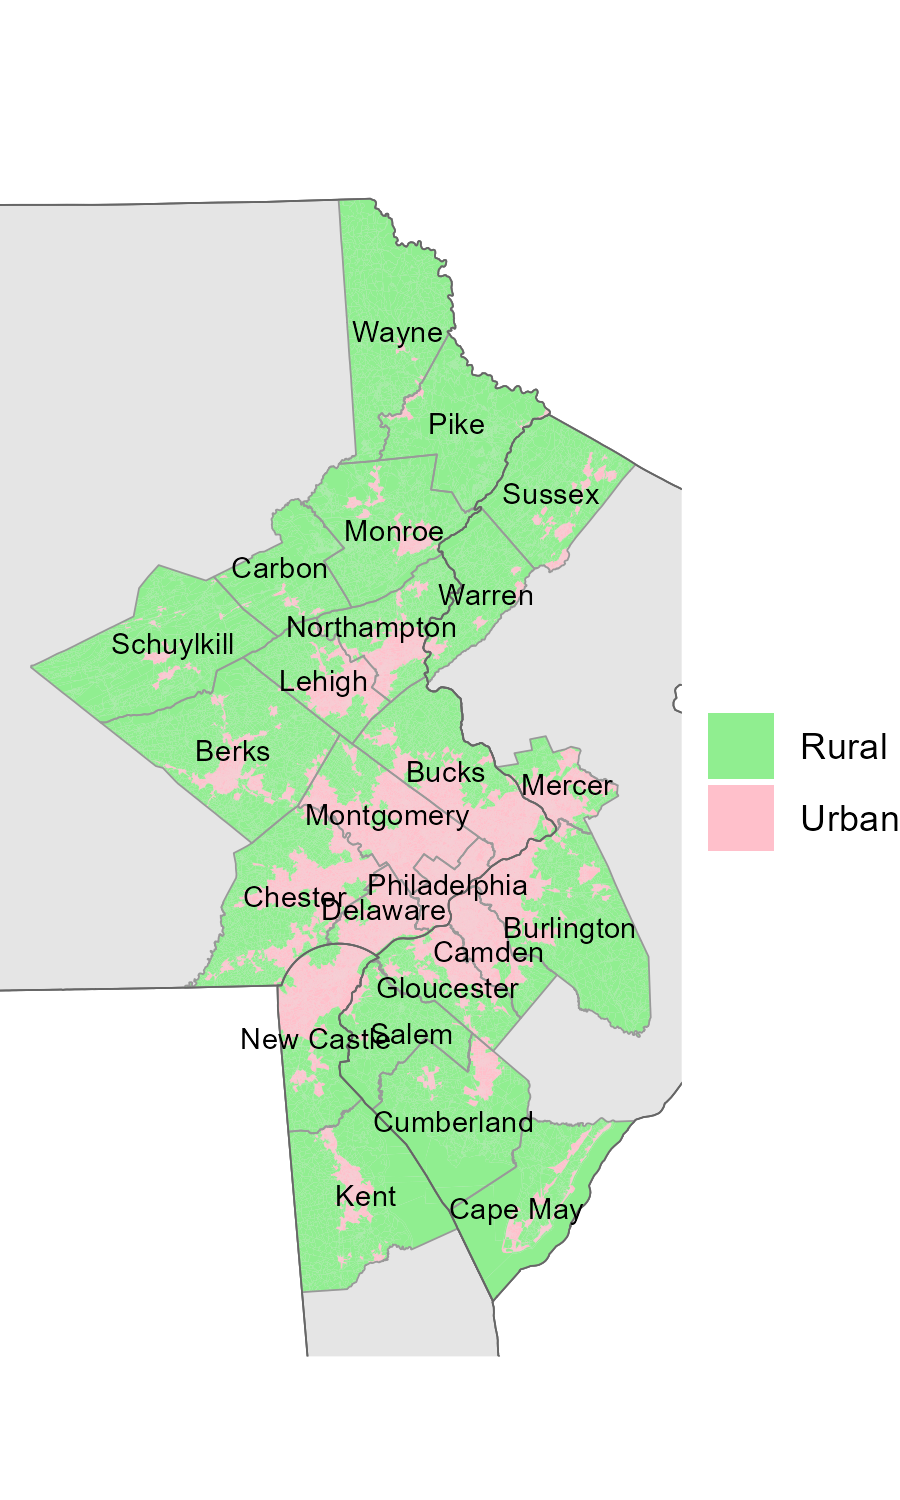 Wayne
Pike
Sussex
Monroe
Carbon
Warren
Northampton
Schuylkill
Lehigh
Berks
Rural
Bucks
Mercer
Montgomery
Urban
Philadelphia
Chester
Delaware
Burlington
Camden
Gloucester
New Castle
Salem
Cumberland
Kent
Cape May